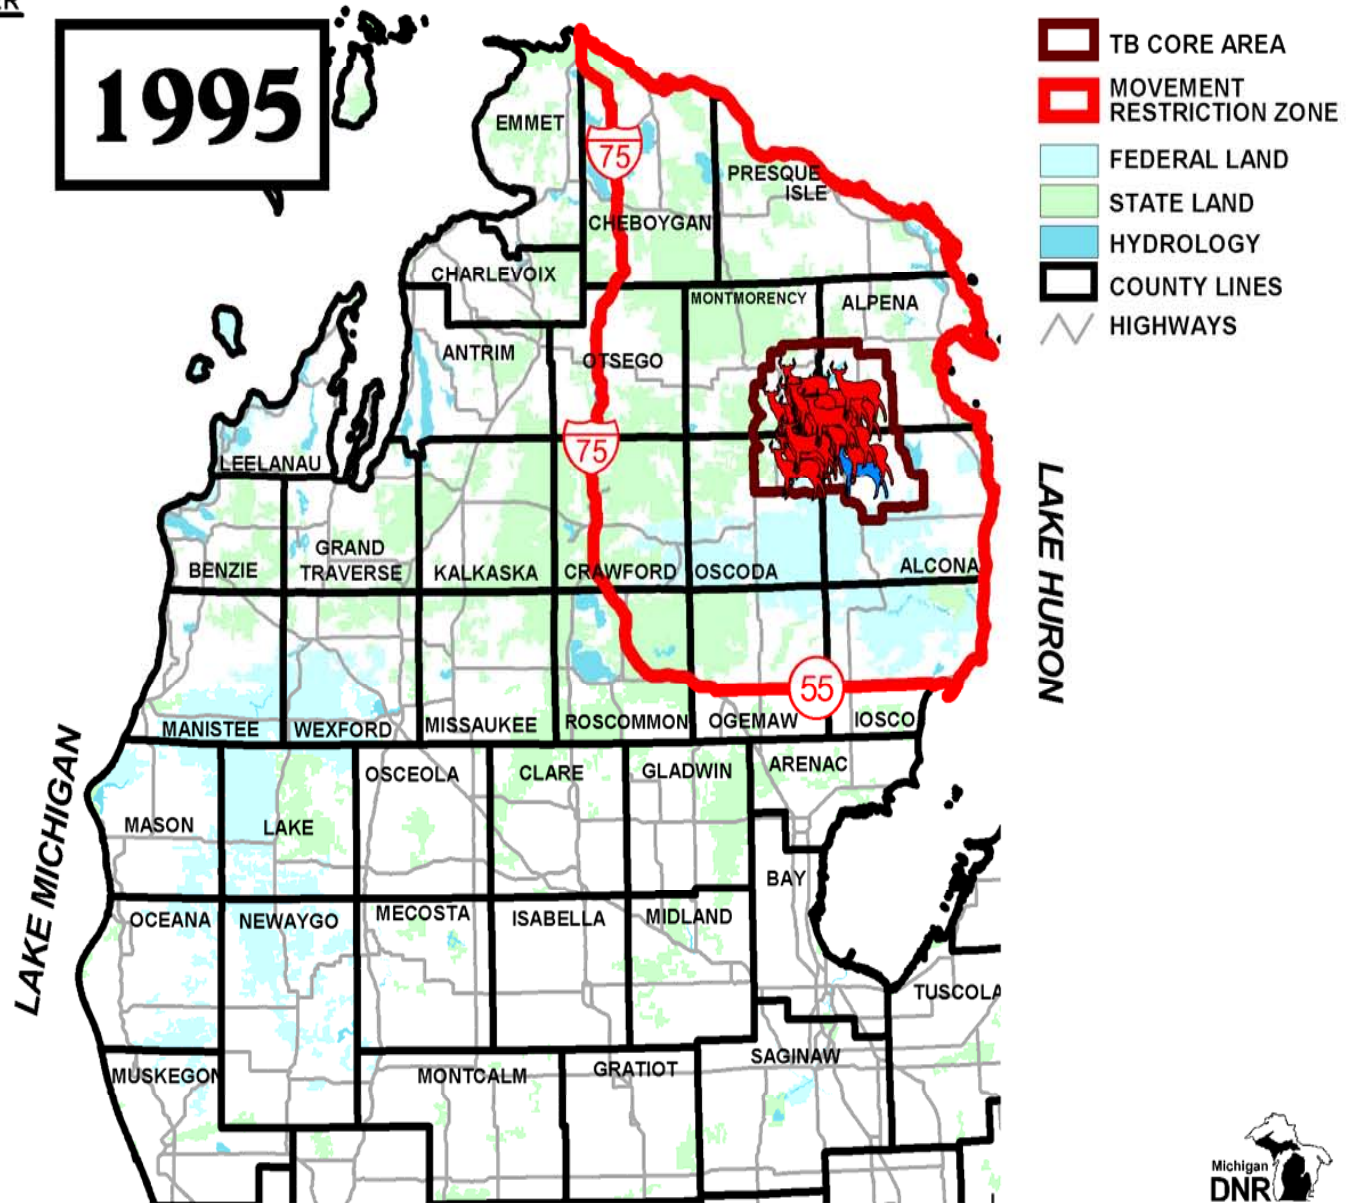 1995
TB CORE AREA
MOVEMENT
RESTRICTION ZONE
FEDERAL LAND
STATE LAND
HYDROLOGY
COUNTY LINES
HIGHWAYS
EMMET
75
PRESQUE
ISLE
CHEBOYGAN
CHARLEVOIX
MONTMORENCY
ALPENA
ANTRIM
OTSEGO
75
LEELANAU
LAKE HURON
GRAND
TRAVERSE
BENZIE
KALKASKA
CRAWFORD
OSCODA
ALCONA
55
MANISTEE
WEXFORD
MISSAUKEE
ROSCOMMON
OGEMAW
IOSCO
LAKE MICHIGAN
OSCEOLA
CLARE
GLADWIN
ARENAC
MASON
LAKE
BAY
OCEANA
NEWAYGO
MECOSTA
ISABELLA
MIDLAND
TUSCOLA
MUSKEGON
MONTCALM
GRATIOT
SAGINAW
Michigan
DNR